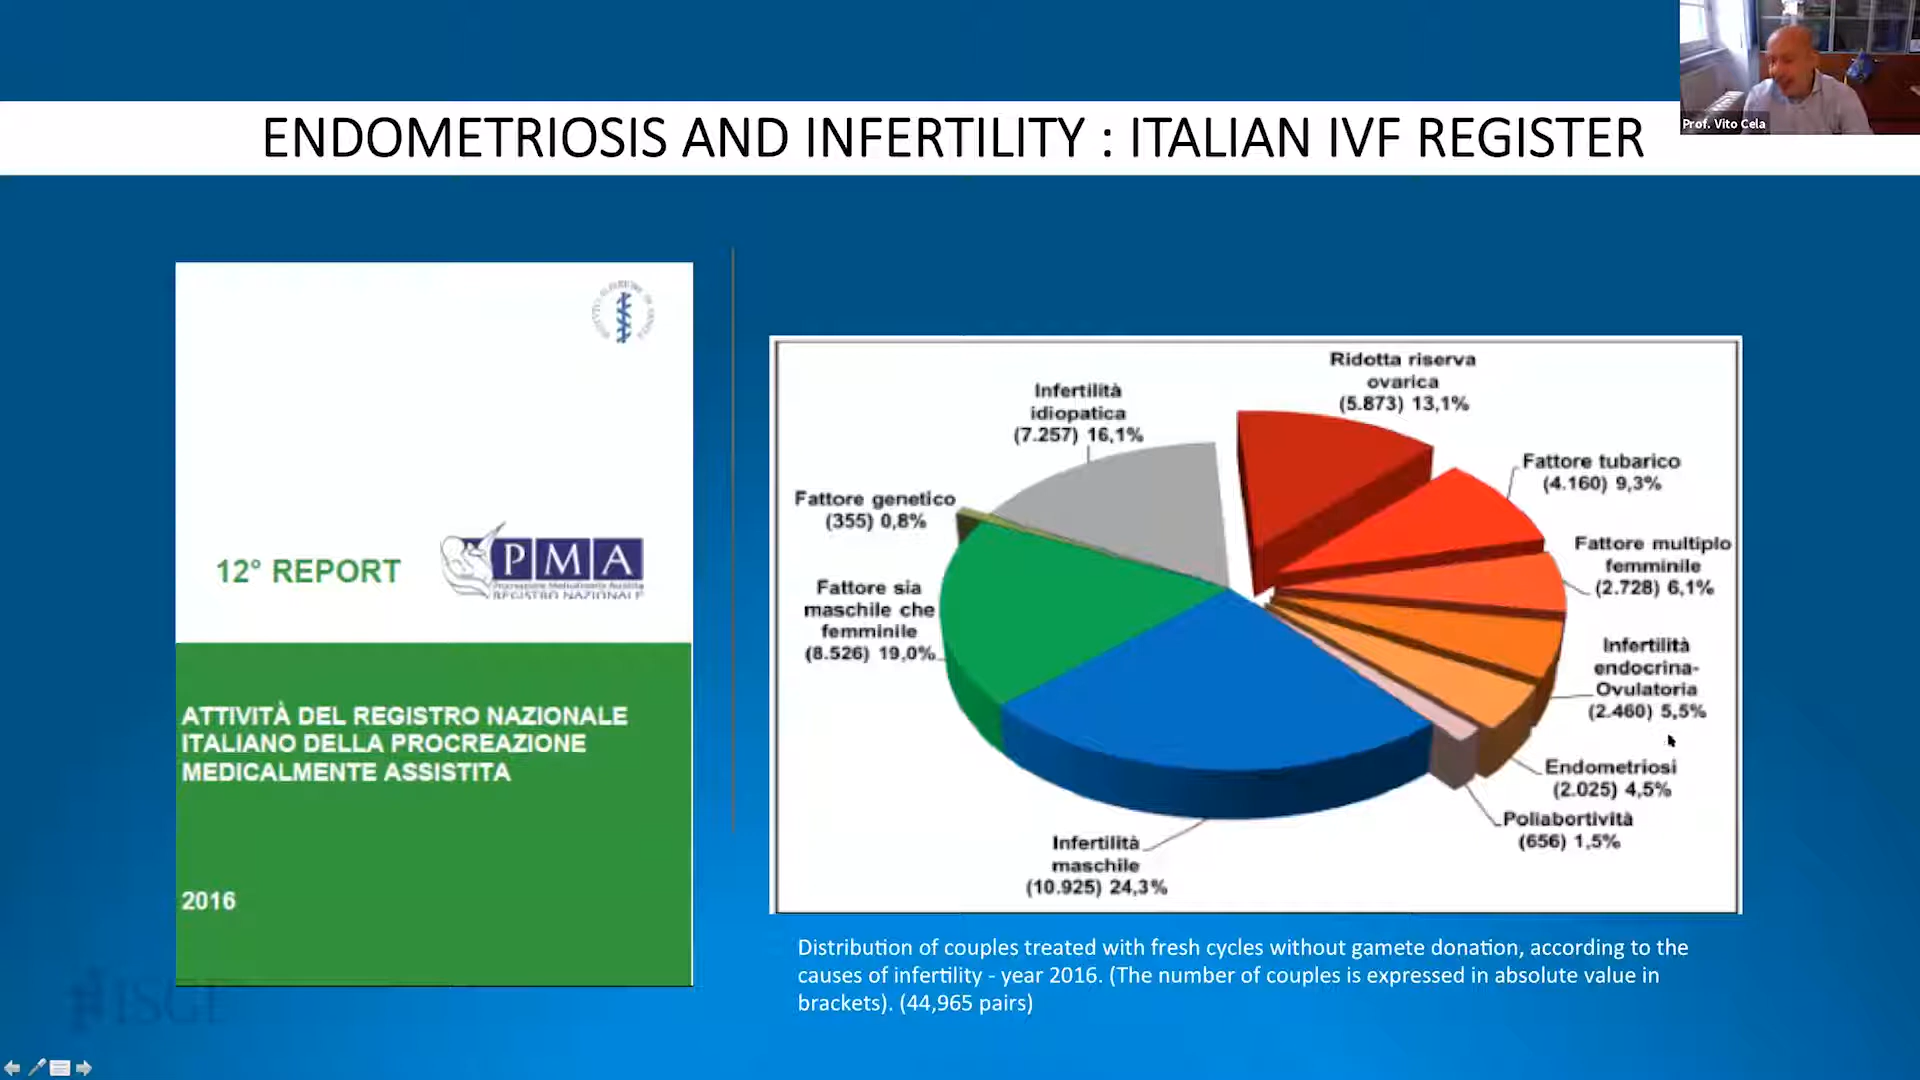 ENDOMETRIOSIS AND INFERTILITY : ITALIAN IVF REGISTER
Prof. Vito Cela
12° REPORT
PMA
Procreazione Medicalmente Assistita
REGISTRO NAZIONALE
ATTIVITÀ DEL REGISTRO NAZIONALE
ITALIANO DELLA PROCREAZIONE
MEDICALMENTE ASSISTITA
2016
Ridotta riserva
ovarica
(5.873) 13,1%
Infertilità
idiopatica
(7.257) 16,1%
Fattore tubarico
(4.160) 9,3%
Fattore genetico
(355) 0,8%
Fattore multiplo
femminile
(2.728) 6,1%
Fattore sia
maschile che
femminile
(8.526) 19,0%
Infertilità
endocrina-
Ovulatoria
(2.460) 5,5%
Endometriosi
(2.025) 4,5%
Poliabortività
(656) 1,5%
Infertilità
maschile
(10.925) 24,3%
Distribution of couples treated with fresh cycles without gamete donation, according to the
causes of infertility - year 2016. (The number of couples is expressed in absolute value in
brackets). (44,965 pairs)